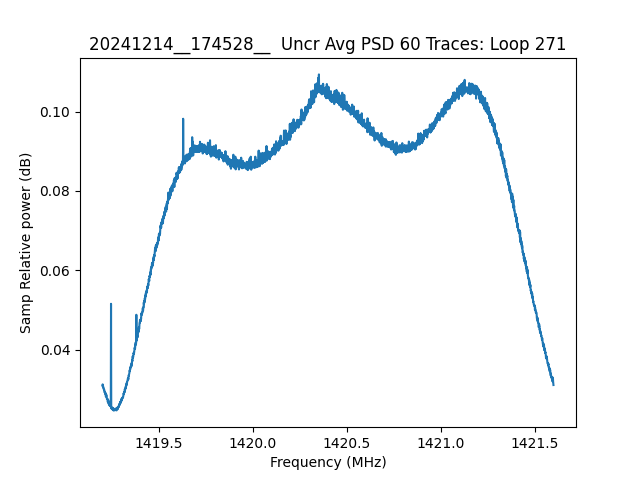 20241214__174528__  Uncr Avg PSD 60 Traces: Loop 271
0.10
0.08
0.06
0.04
Samp Relative power (dB)
1419.5 1420.0 1420.5 1421.0 1421.5
Frequency (MHz)